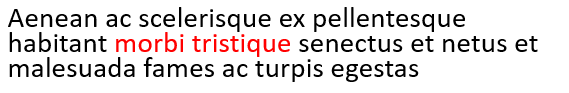 Aenean ac scelerisque ex pellentesque
habitant morbi tristique senectus et netus et
malesuada fames ac turpis egestas